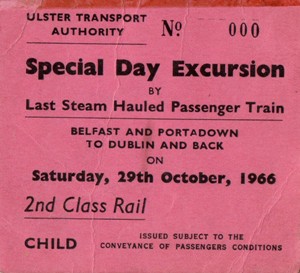 ULSTER TRANSPORT
AUTHORITY
No. 000
Special Day Excursion
BY
Last Steam Hauled Passenger Train
BELFAST AND PORTADOWN
TO DUBLIN AND BACK
ON
Saturday, 29th October, 1966
2nd Class Rail
CHILD
ISSUED SUBJECT TO THE
CONVEYANCE OF PASSENGERS CONDITIONS